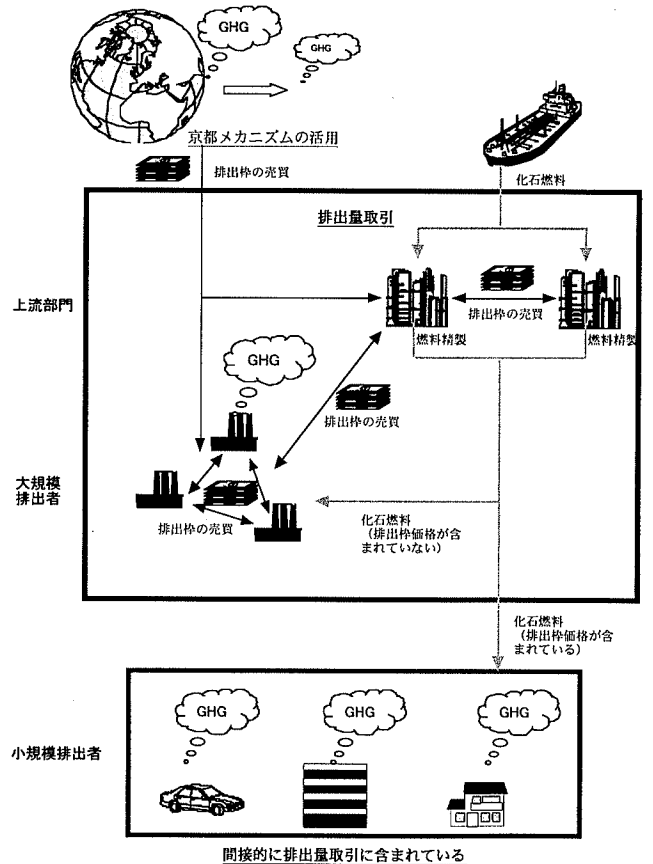 GHG
GHG
京都メカニズムの活用
排出枠の売買
化石燃料
排出量取引
上流部門
排出枠の売買
燃料精製
燃料精製
GHG
排出枠の売買
大規模
排出者
排出枠の売買
化石燃料
(排出枠価格が含
まれていない)
化石燃料
(排出枠価格が含
まれている)
GHG
GHG
GHG
小規模排出者
間接的に排出量取引に含まれている